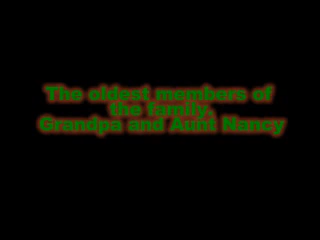 The oldest members of
the family,
Grandpa and Aunt Nancy